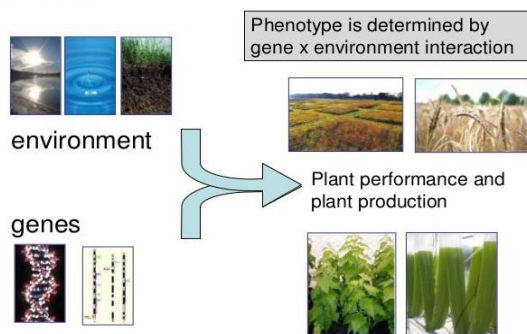 Phenotype is determined by
gene x environment interaction
environment
Plant performance and
plant production
genes